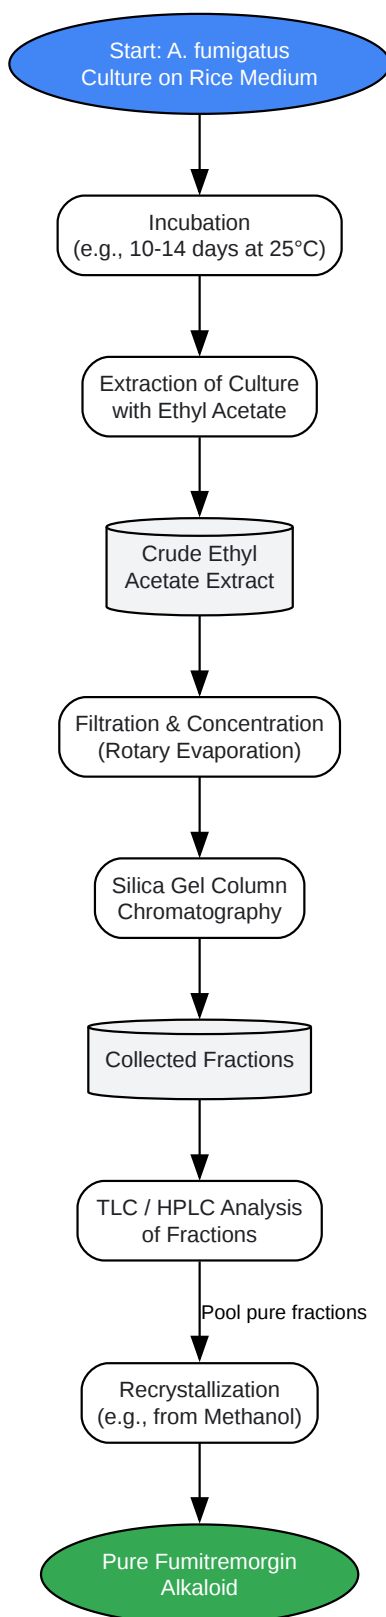 Start: A. fumigatus
Culture on Rice Medium
Incubation
(e.g., 10-14 days at 25°C)
Extraction of Culture
with Ethyl Acetate
Crude Ethyl
Acetate Extract
Filtration & Concentration
(Rotary Evaporation)
Silica Gel Column
Chromatography
Collected Fractions
TLC / HPLC Analysis
of Fractions
Pool pure fractions
Recrystallization
(e.g., from Methanol)
Pure Fumitremorgin
Alkaloid